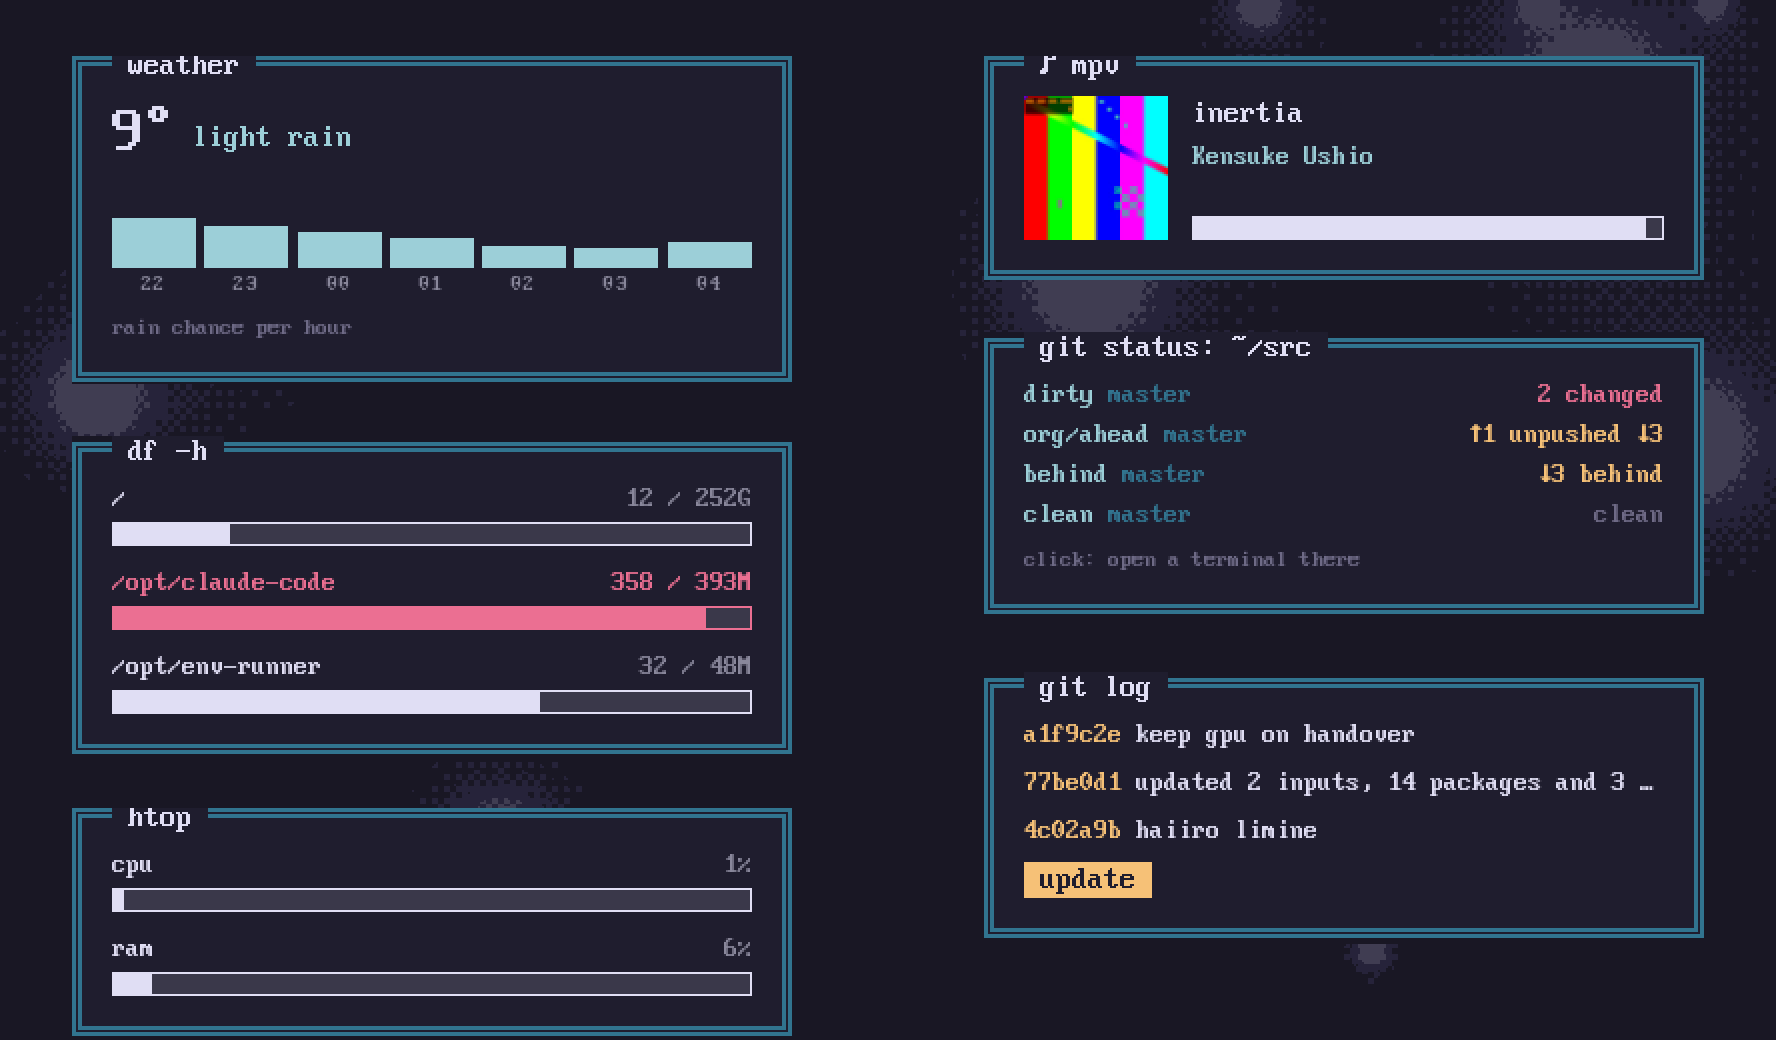 weather
9° light rain
22 23 00 01 02 03 04
rain chance per hour
df -h
/ 12 / 252G
/opt/claude-code 358 / 393M
/opt/env-runner 32 / 48M
htop
cpu 1%
ram 6%
♪ mpv
inertia
Kensuke Ushio
git status: ~/src
dirty master 2 changed
org/ahead master ↑1 unpushed ↓3
behind master ↓3 behind
clean master clean
click: open a terminal there
git log
a1f9c2e keep gpu on handover
77be0d1 updated 2 inputs, 14 packages and 3 …
4c02a9b haiiro limine
update